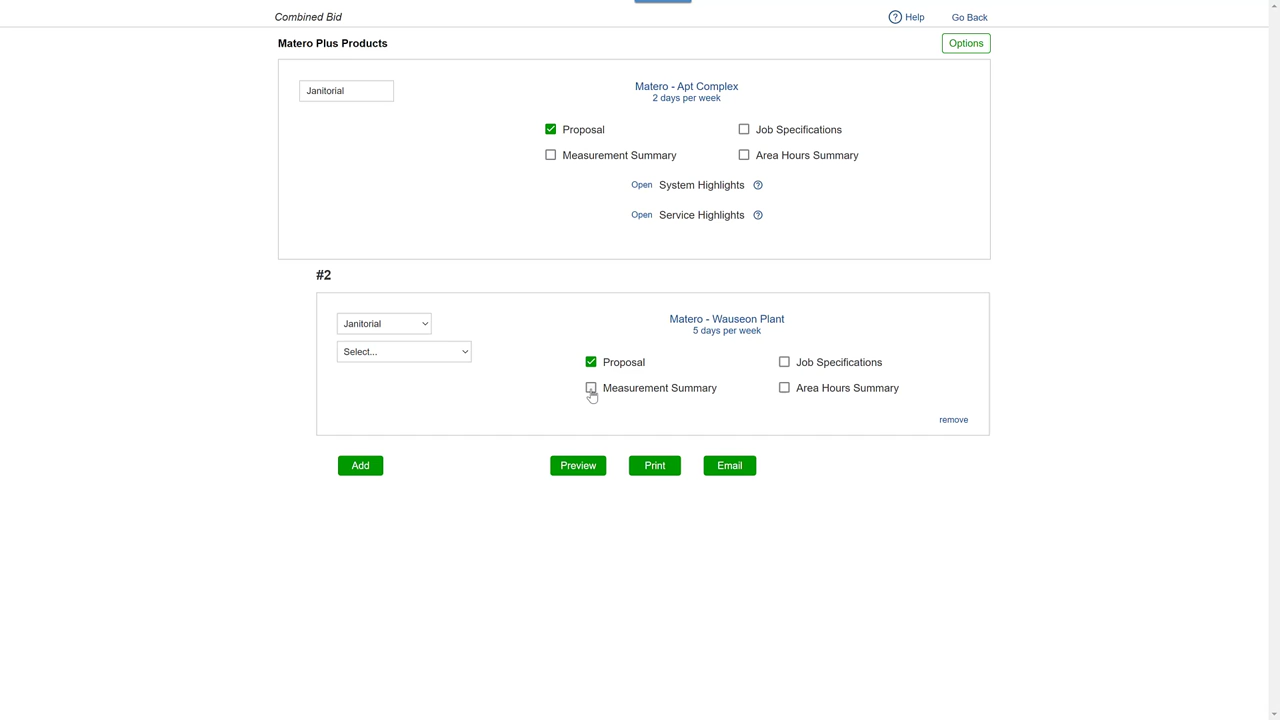 Combined Bid
Help
Go Back
Matero Plus Products
Options
Janitorial
Matero - Apt Complex
2 days per week
Proposal
Job Specifications
Measurement Summary
Area Hours Summary
Open System Highlights
Open Service Highlights
#2
Janitorial
Select...
Matero - Wauseon Plant
5 days per week
Proposal
Job Specifications
Measurement Summary
Area Hours Summary
remove
Add
Preview
Print
Email